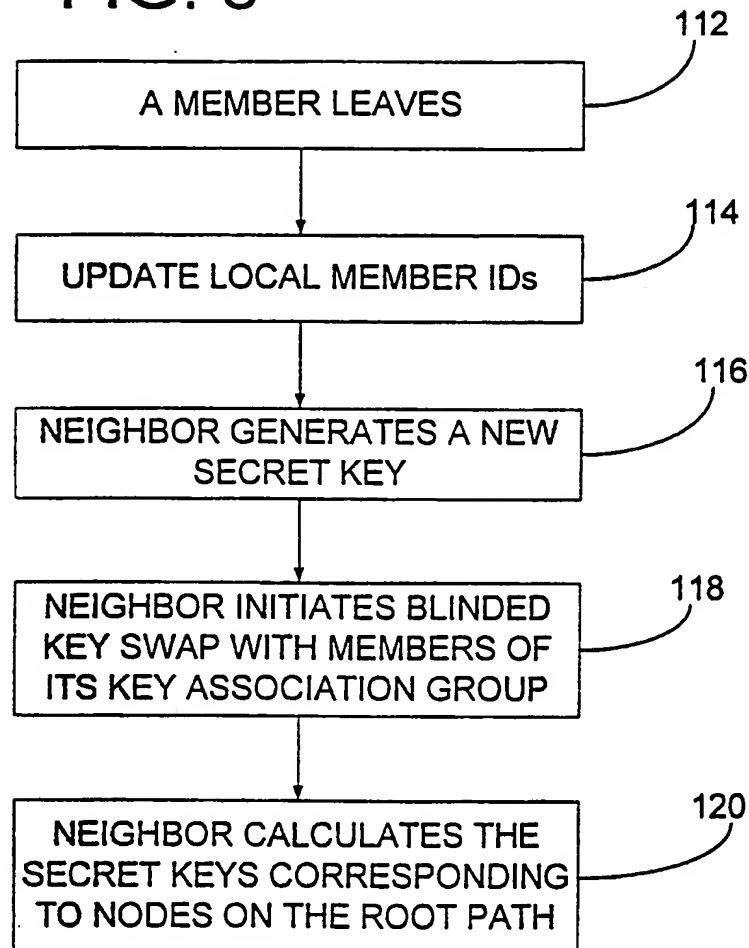 112
A MEMBER LEAVES
114
UPDATE LOCAL MEMBER IDs
116
NEIGHBOR GENERATES A NEW
SECRET KEY
118
NEIGHBOR INITIATES BLINDED
KEY SWAP WITH MEMBERS OF
ITS KEY ASSOCIATION GROUP
120
NEIGHBOR CALCULATES THE
SECRET KEYS CORRESPONDING
TO NODES ON THE ROOT PATH